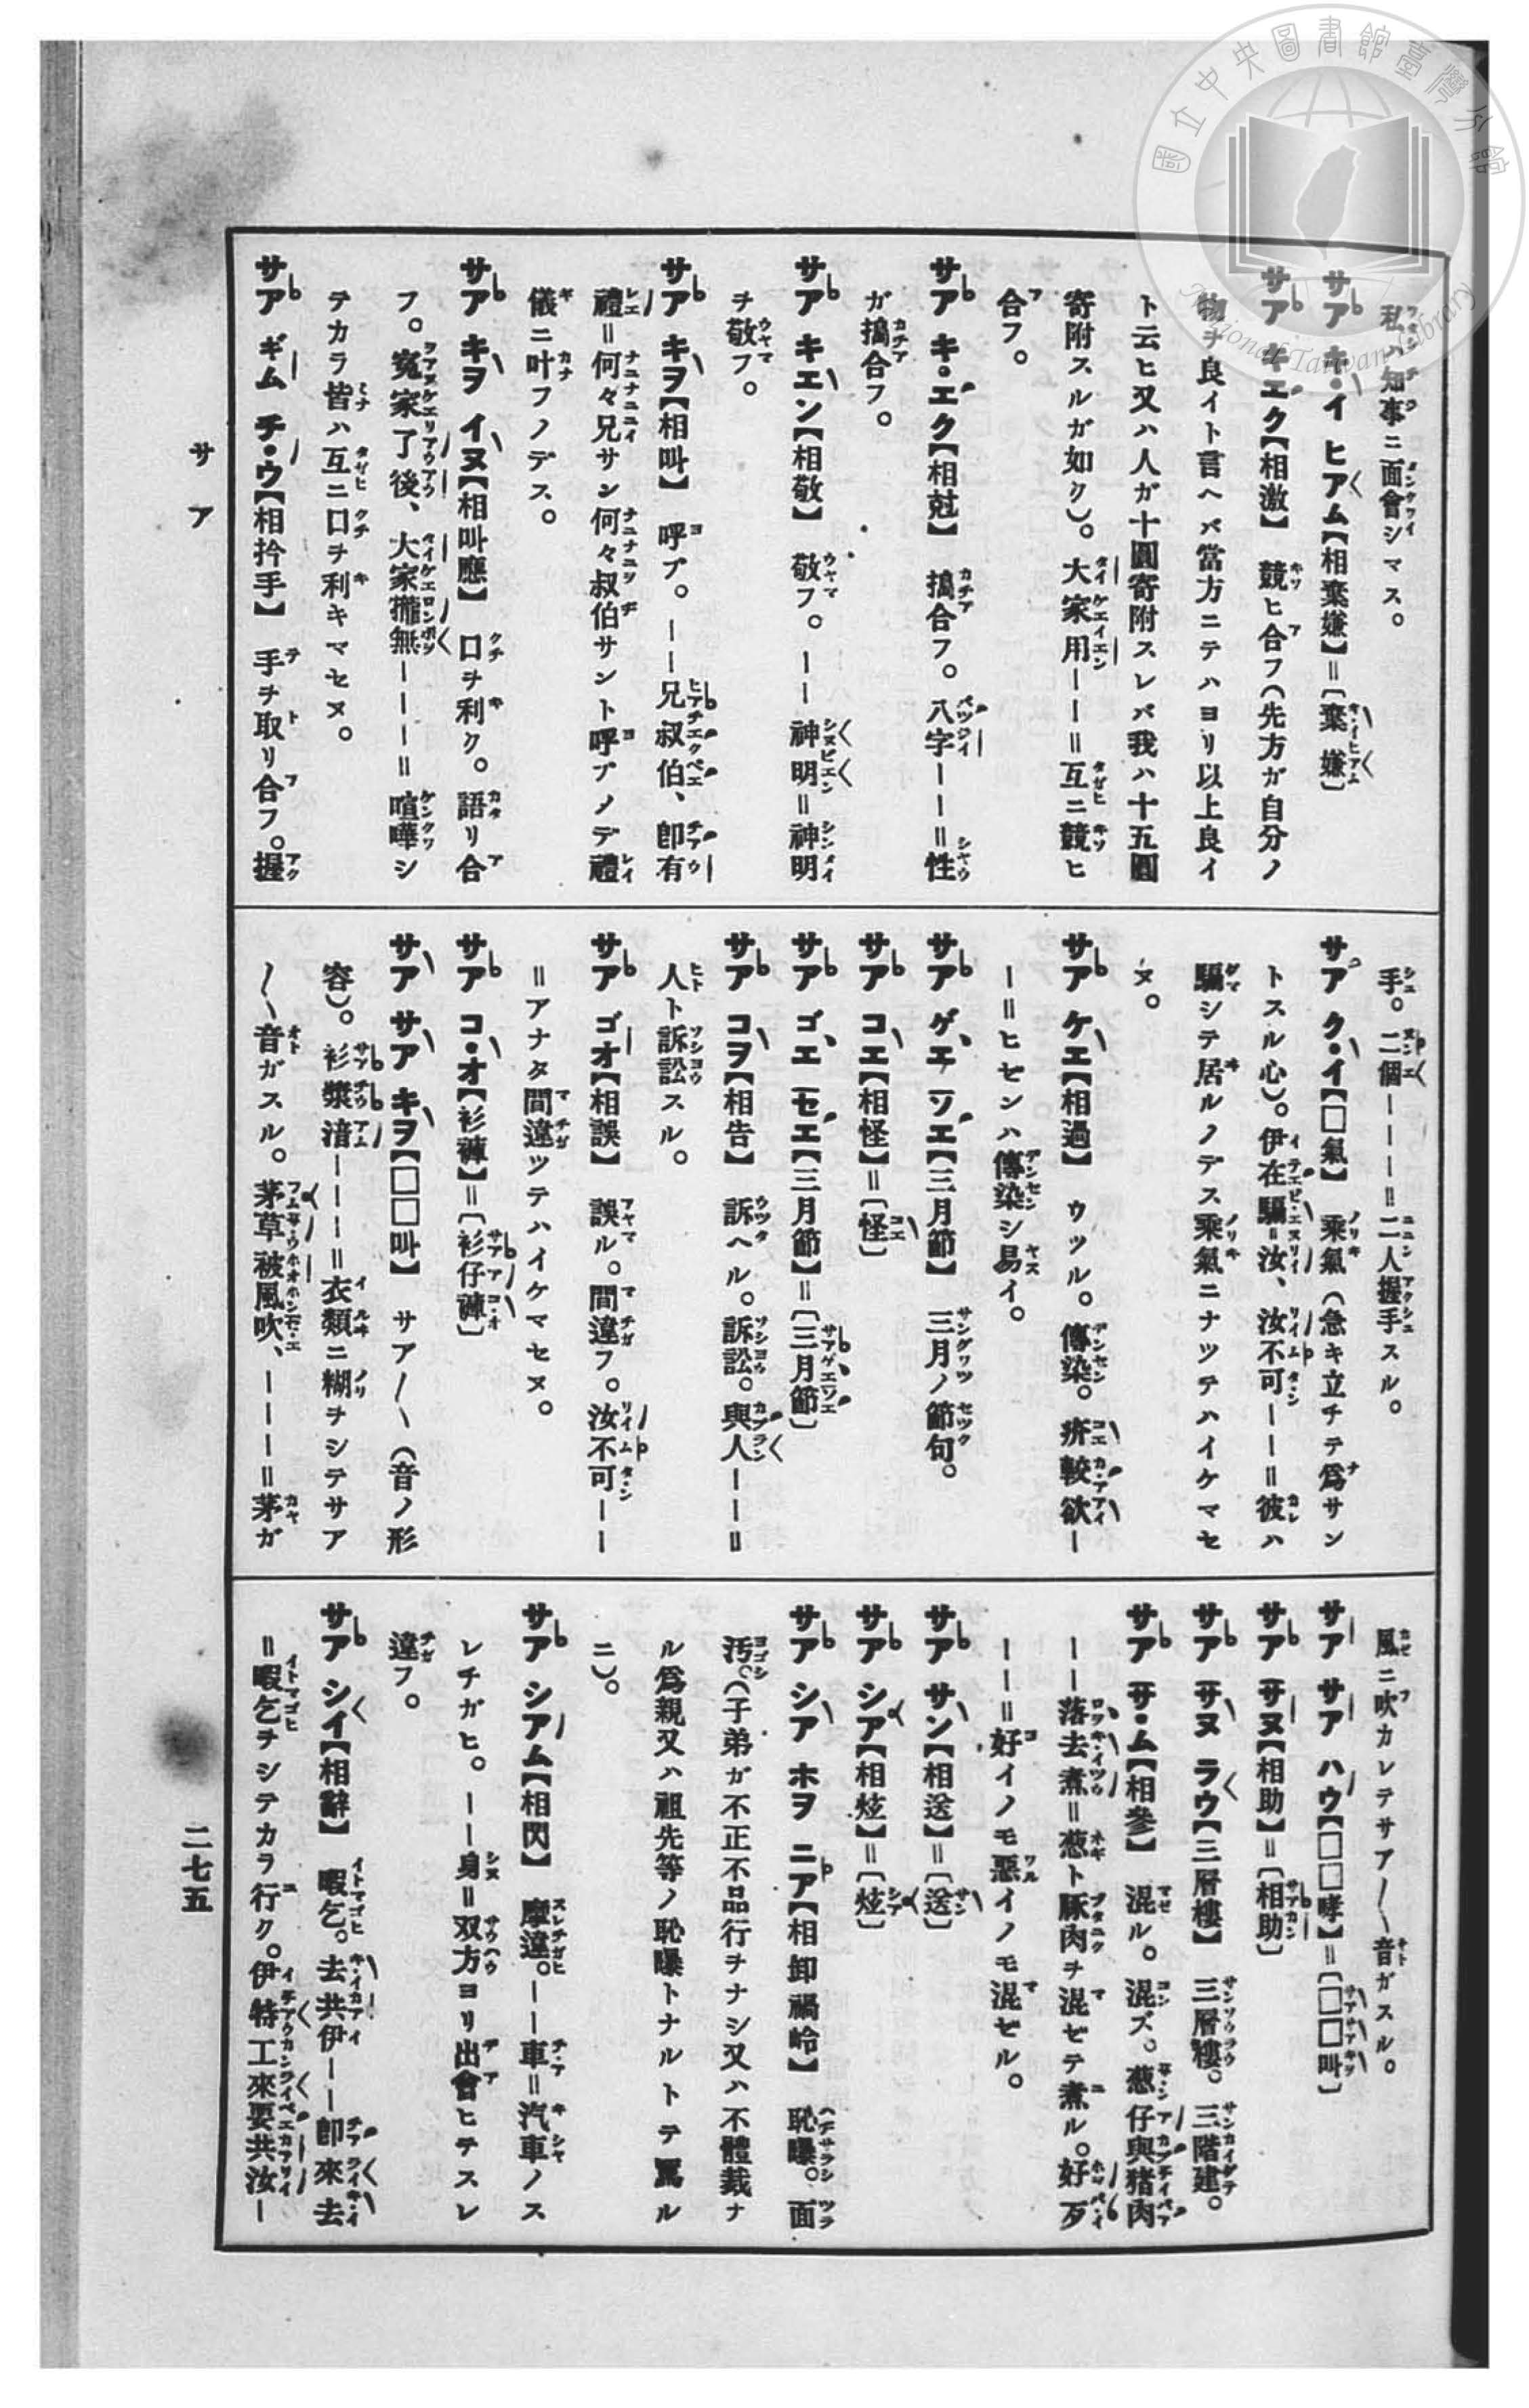 私ハ知事ニ面會シマス。
サア キ・イ ヒアム【相棄嫌】＝〔棄嫌〕
サア キエク【相激】 競ヒ合フ（先方ガ自分ノ
物ヲ良イト言ヘバ當方ニテハヨリ以上良イ
ト云ヒ又ハ人ガ十圓寄附スレバ我ハ十五圓
寄附スルガ如ク）。大家用ーーー＝互ニ競ヒ
合フ。
サア キ・エク【相尅】 搗合フ。八字ーー＝性
ガ搗合フ。
サア キエン【相敬】 敬フ。ーー神明＝神明
ヲ敬フ。
サア キヲ【相叫】 呼ブ。ーー兄叔伯、卽有
禮＝何々兄サン何々叔伯サント呼ブノデ禮
儀ニ叶フノデス。
サア キヲ イヌ【相叫應】 口ヲ利ク。語リ合
フ。寃家了後、大家攏無ーーーー＝喧嘩シ
テカラ皆ハ互ニ口ヲ利キマセヌ。
サア ギム チ・ウ【相扲手】 手ヲ取リ合フ。握
手。二個ーーー＝二人握手スル。
サア ク・イ【□氣】 乘氣（急キ立チテ爲サン
トスル心）。伊在騙汝、汝不可ーー＝彼ハ
騙シテ居ルノデス乘氣ニナツテハイケマセ
ヌ。
サア ケエ【相過】 ウツル。傳染。疥較欲ー
ー＝ヒゼンハ傳染シ易イ。
サア ゲエ ツエ【三月節】 三月ノ節句。
サア コエ【相怪】＝〔怪〕
サア ゴエ セエ【三月節】＝〔三月節〕
サア コヲ【相告】 訴ヘル。訴訟。與人ーー＝
人ト訴訟スル。
サア ゴオ【相誤】 誤ル。間違フ。汝不可ーー
＝アナタ間違ツテハイケマセヌ。
サア コ・オ【衫褲】＝〔衫仔褲〕
サア サア キヲ【□□叫】 サア〱（音ノ形
容）。衫漿涪ーーー＝衣類ニ糊ヲシテサア
〱音ガスル。茅草被風吹、ーーー＝茅ガ
風ニ吹カレテサア〱音ガスル。
サア サア ハウ【□□哮】＝〔□□叫〕
サア サヌ【相助】＝〔相助〕
サア サヌ ラウ【三層樓】 三層樓。三階建。
サア サ・ム【相參】 混ル。混ズ。葱仔與猪肉
ーー落去煮＝葱ト豚肉ヲ混ゼテ煮ル。好歹
ーー＝好イノモ惡イノモ混ゼル。
サア サン【相送】＝〔送〕
サア シア【相炫】＝〔炫〕
サア シア ホヲ ニア【相卸禍岭】 恥曝。面
汚。（子弟ガ不正不品行ヲナシ又ハ不體裁ナ
ル爲親又ハ祖先等ノ恥曝トナルトテ罵ル
ニ）。
サア シアム【相閃】 摩違。ーー車＝汽車ノス
レチガヒ。ーー身＝双方ヨリ出會ヒテスレ
違フ。
サア シイ【相辭】 暇乞。去共伊ーー卽來去
＝暇乞ヲシテカラ行ク。伊特工來要共汝ー
サア
二七五
國立中央圖書館臺灣分館
National Taiwan Library